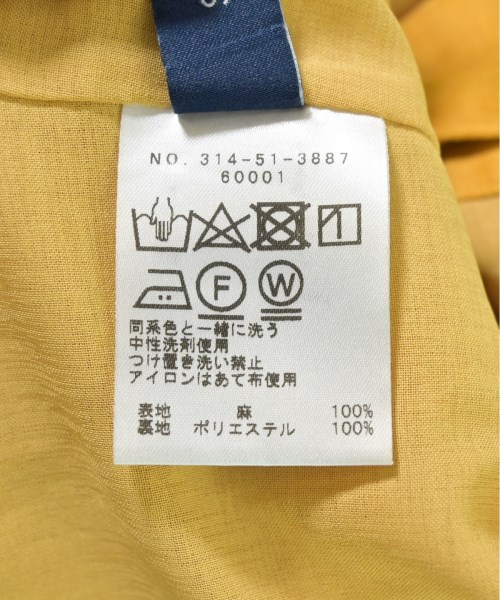 NO. 314-51-3887
60001
F W
同系色と一緒に洗う
中性洗剤使用
つけ置き洗い禁止
アイロンはあて布使用
表地 麻 100%
裏地 ポリエステル 100%